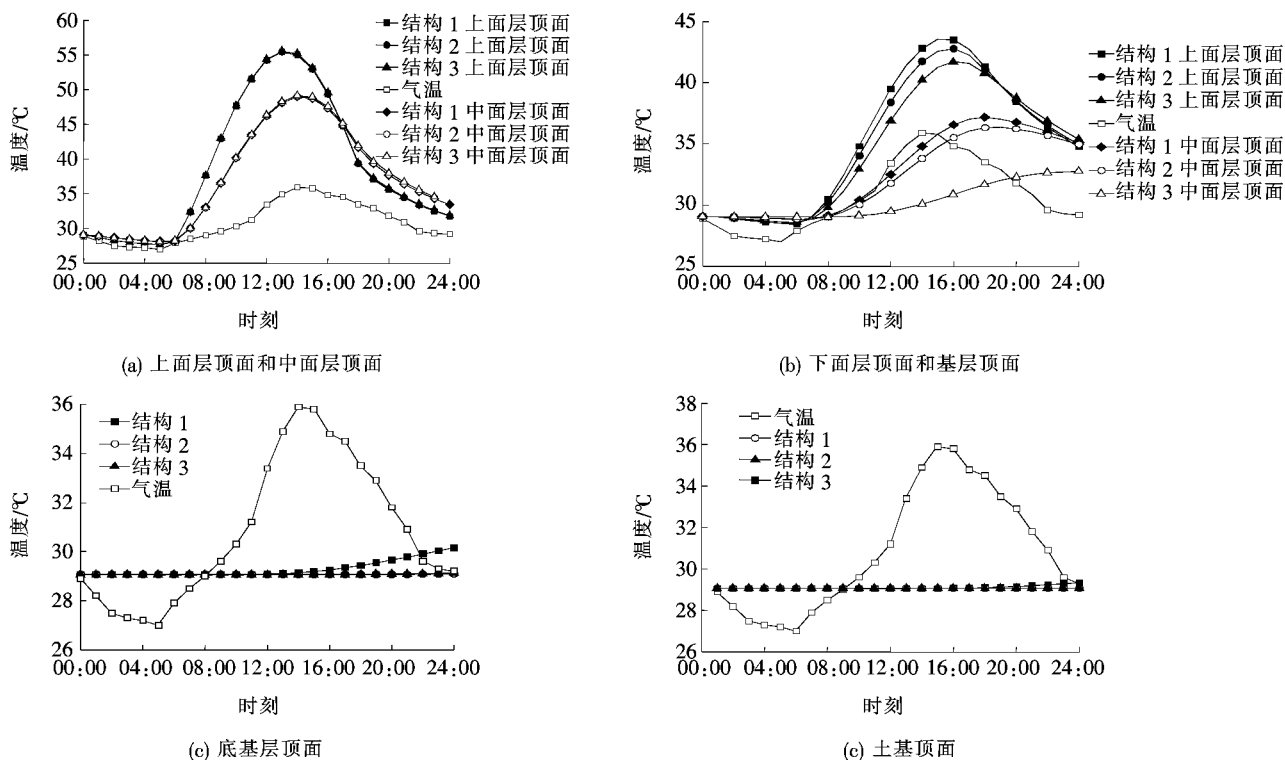 60
55
50
45
40
35
30
25
温度/℃
00:00 04:00 08:00 12:00 16:00 20:00 24:00
时刻
结构 1 上面层顶面
结构 2 上面层顶面
结构 3 上面层顶面
气温
结构 1 中面层顶面
结构 2 中面层顶面
结构 3 中面层顶面
(a) 上面层顶面和中面层顶面
45
40
35
30
25
温度/℃
00:00 04:00 08:00 12:00 16:00 20:00 24:00
时刻
结构 1 上面层顶面
结构 2 上面层顶面
结构 3 上面层顶面
气温
结构 1 中面层顶面
结构 2 中面层顶面
结构 3 中面层顶面
(b) 下面层顶面和基层顶面
36
34
32
30
28
26
温度/℃
00:00 04:00 08:00 12:00 16:00 20:00 24:00
时刻
结构 1
结构 2
结构 3
气温
(c) 底基层顶面
38
36
34
32
30
28
26
温度/℃
00:00 04:00 08:00 12:00 16:00 20:00 24:00
时刻
气温
结构 1
结构 2
结构 3
(c) 土基顶面